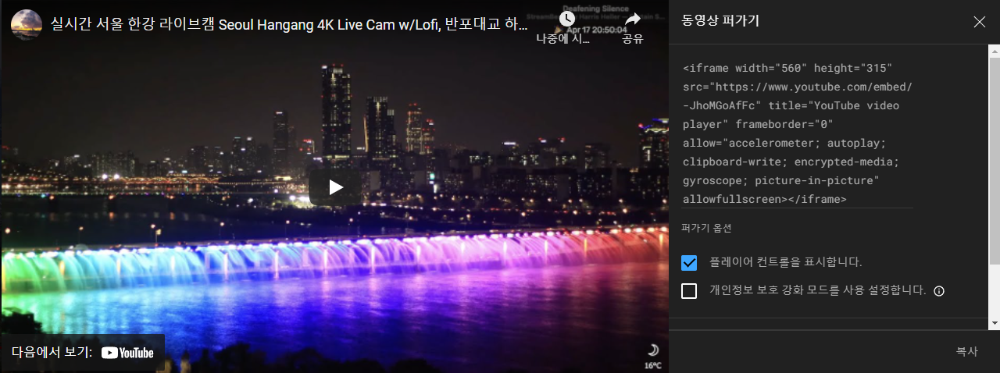 실시간 서울 한강 라이브캠 Seoul Hangang 4K Live Cam w/Lofi, 반포대교 하...
Deafening Silence
Apr 17 20:50:04
나중에 시...
공유
다음에서 보기: YouTube
16°C
동영상 퍼가기
<iframe width="560" height="315"
src="https://www.youtube.com/embed/
-JhoMGoAfFc" title="YouTube video
player" frameborder="0"
allow="accelerometer; autoplay;
clipboard-write; encrypted-media;
gyroscope; picture-in-picture"
allowfullscreen></iframe>
퍼가기 옵션
플레이어 컨트롤을 표시합니다.
개인정보 보호 강화 모드를 사용 설정합니다.
복사